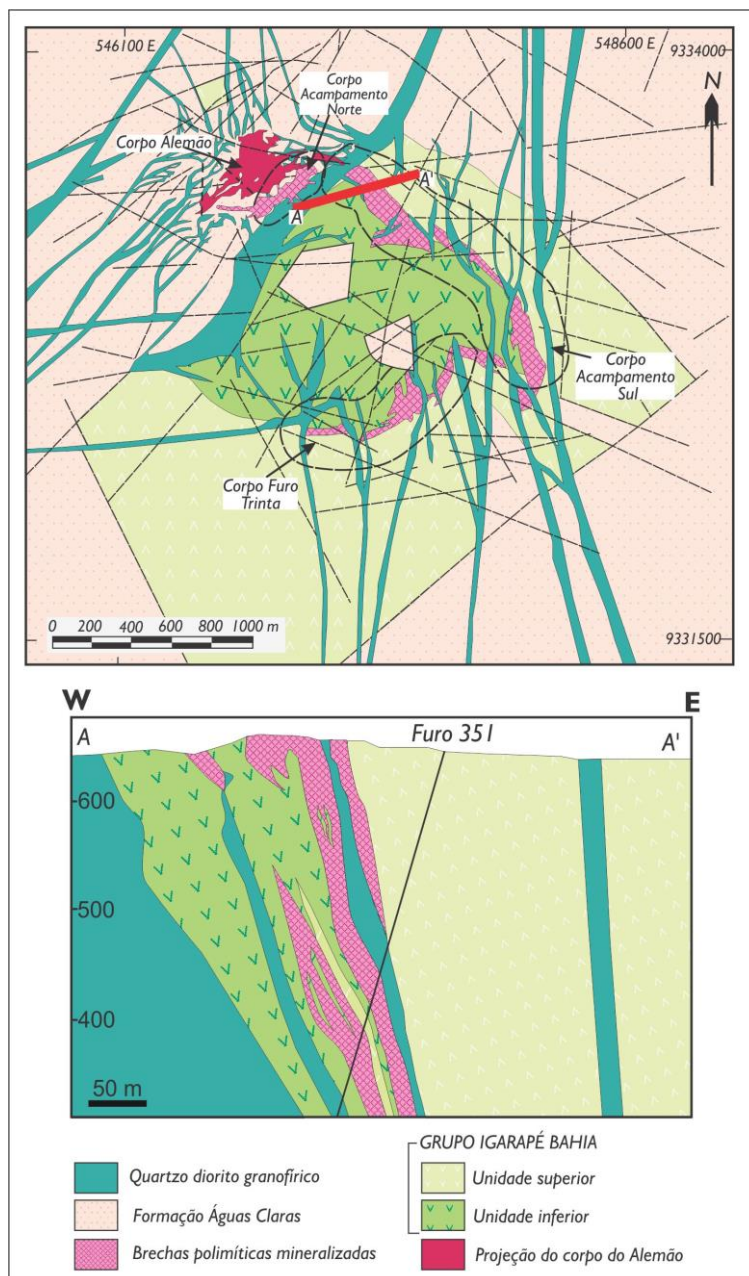 546100 E
548600 E
9334000
N
Corpo
Acampamento
Norte
Corpo Alemão
A'
A
Corpo
Acampamento
Sul
Corpo Furo
Trinta
0 200 400 600 800 1000 m
9331500
W
E
A
Furo 351
A'
600
500
400
50 m
GRUPO IGARAPÉ BAHIA
Quartzo diorito granofírico
Unidade superior
Formação Águas Claras
Unidade inferior
Brechas polimíticas mineralizadas
Projeção do corpo do Alemão